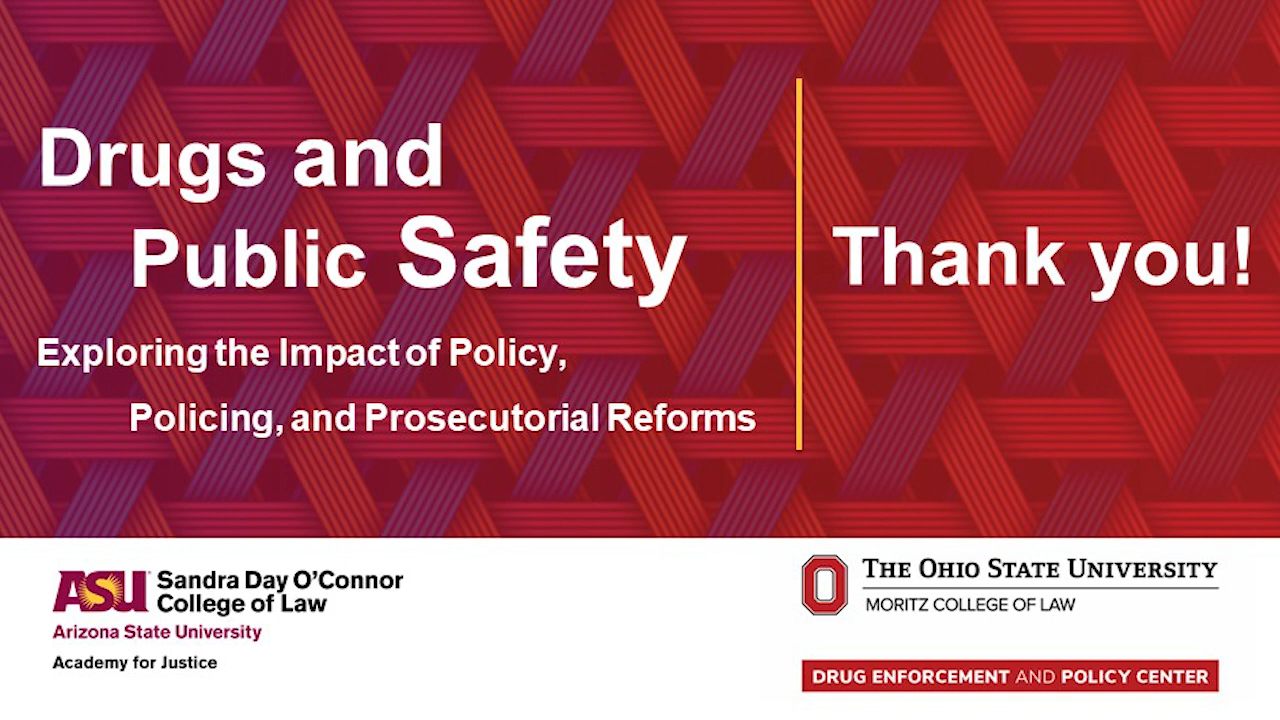 Drugs and
Public Safety
Exploring the Impact of Policy,
Policing, and Prosecutorial Reforms
Thank you!
ASU Sandra Day O'Connor
College of Law
Arizona State University
Academy for Justice
THE OHIO STATE UNIVERSITY
MORITZ COLLEGE OF LAW
DRUG ENFORCEMENT AND POLICY CENTER